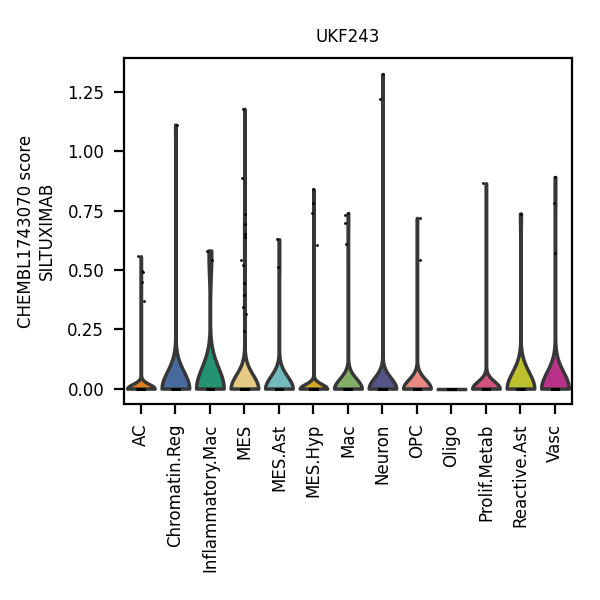 UKF243
CHEMBL1743070 score
SILTUXIMAB
1.25
1.00
0.75
0.50
0.25
0.00
AC
Chromatin.Reg
Inflammatory.Mac
MES
MES.Ast
MES.Hyp
Mac
Neuron
OPC
Oligo
Prolif.Metab
Reactive.Ast
Vasc